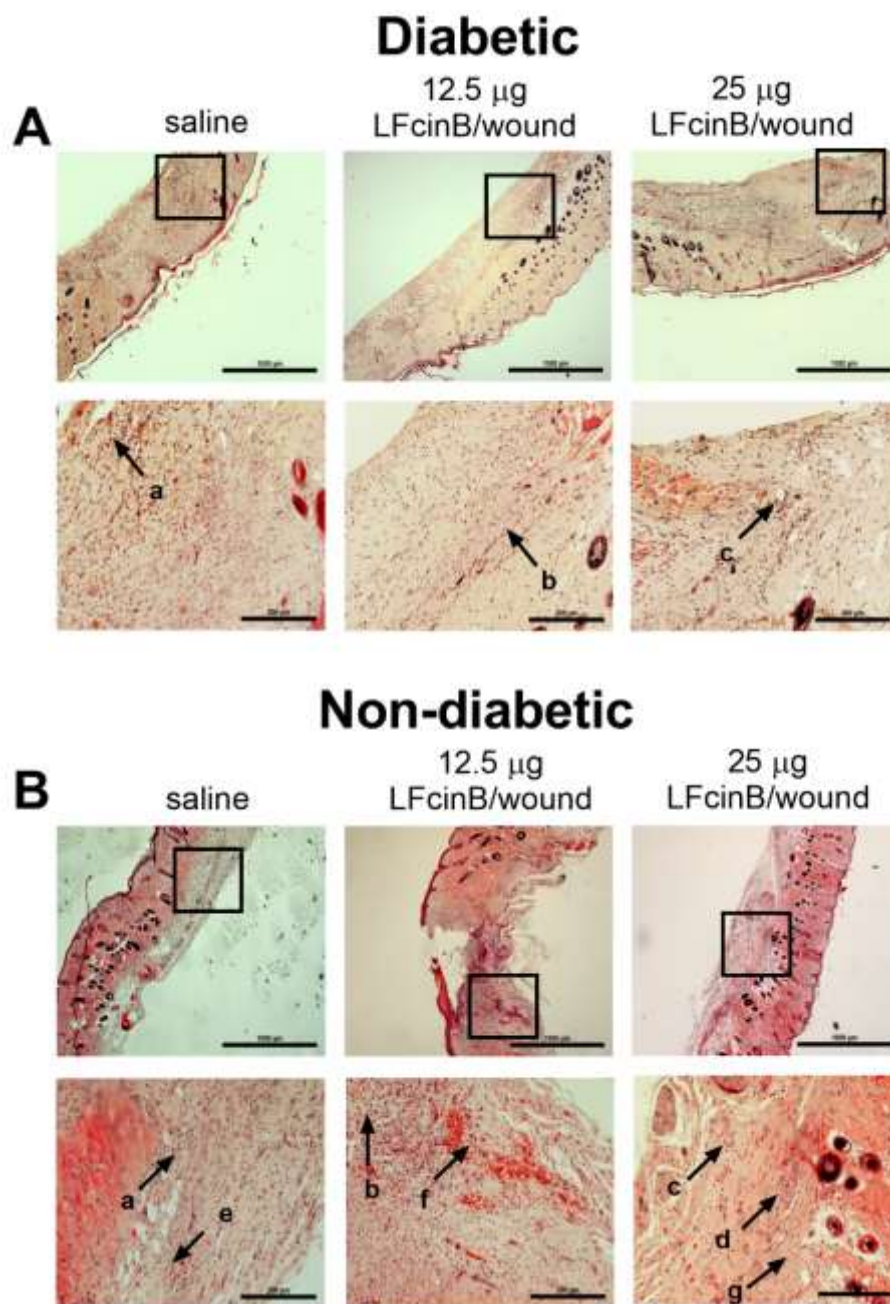 Diabetic
A
saline
12.5 μg
LFcinB/wound
25 μg
LFcinB/wound
a
b
c
Non-diabetic
B
saline
12.5 μg
LFcinB/wound
25 μg
LFcinB/wound
a
e
b
f
c
d
g